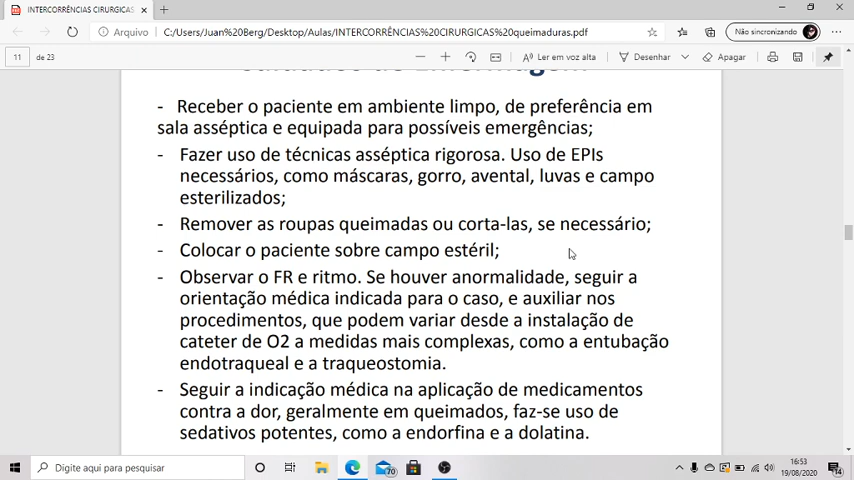 INTERCORRÊNCIAS CIRURGICAS
Arquivo C:/Users/Juan%20Berg/Desktop/Aulas/INTERCORRÊNCIAS%20CIRURGICAS%20queimaduras.pdf Não sincronizando
11 de 23 Ler em voz alta Desenhar Apagar
Cuidados de Enfermagem
- Receber o paciente em ambiente limpo, de preferência em
sala asséptica e equipada para possíveis emergências;
- Fazer uso de técnicas asséptica rigorosa. Uso de EPIs
necessários, como máscaras, gorro, avental, luvas e campo
esterilizados;
- Remover as roupas queimadas ou corta-las, se necessário;
- Colocar o paciente sobre campo estéril;
- Observar o FR e ritmo. Se houver anormalidade, seguir a
orientação médica indicada para o caso, e auxiliar nos
procedimentos, que podem variar desde a instalação de
cateter de O2 a medidas mais complexas, como a entubação
endotraqueal e a traqueostomia.
- Seguir a indicação médica na aplicação de medicamentos
contra a dor, geralmente em queimados, faz-se uso de
sedativos potentes, como a endorfina e a dolatina.
Digite aqui para pesquisar
70
16:53
19/08/2020
14